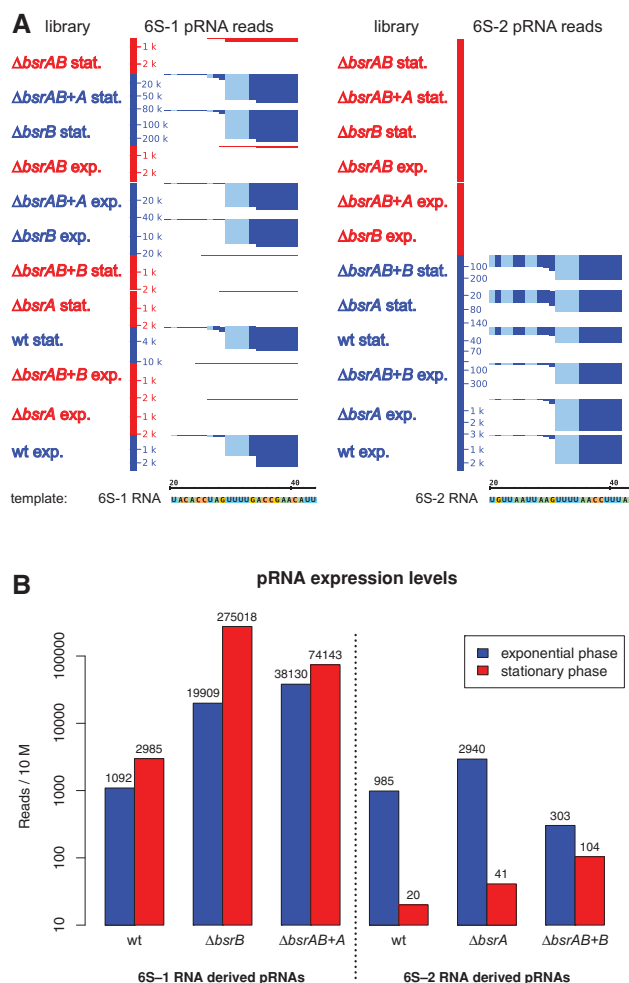 A
library 6S-1 pRNA reads library 6S-2 pRNA reads
ΔbsrAB stat.
1 k
2 k
ΔbsrAB+A stat.
20 k
50 k
80 k
ΔbsrB stat.
100 k
200 k
ΔbsrAB exp.
1 k
2 k
ΔbsrAB+A exp.
20 k
40 k
ΔbsrB exp.
10 k
20 k
ΔbsrAB+B stat.
1 k
2 k
ΔbsrA stat.
1 k
2 k
wt stat.
4 k
10 k
ΔbsrAB+B exp.
1 k
2 k
ΔbsrA exp.
1 k
2 k
wt exp.
1 k
2 k
20 40
template: 6S-1 RNA UACACCUAGUUUUGACCGAACAUU
ΔbsrAB stat.
ΔbsrAB+A stat.
ΔbsrB stat.
ΔbsrAB exp.
ΔbsrAB+A exp.
ΔbsrB exp.
ΔbsrAB+B stat.
100
200
ΔbsrA stat.
20
80
140
wt stat.
40
70
ΔbsrAB+B exp.
100
300
ΔbsrA exp.
1 k
2 k
3 k
wt exp.
1 k
2 k
20 40
6S-2 RNA UGUUAAUUAAGUUUUAACCUUUA
B
pRNA expression levels
Reads / 10 M
100000
10000
1000
100
10
exponential phase
stationary phase
1092 2985 19909 275018 38130 74143 985 20 2940 41 303 104
wt ΔbsrB ΔbsrAB+A wt ΔbsrA ΔbsrAB+B
6S–1 RNA derived pRNAs 6S–2 RNA derived pRNAs